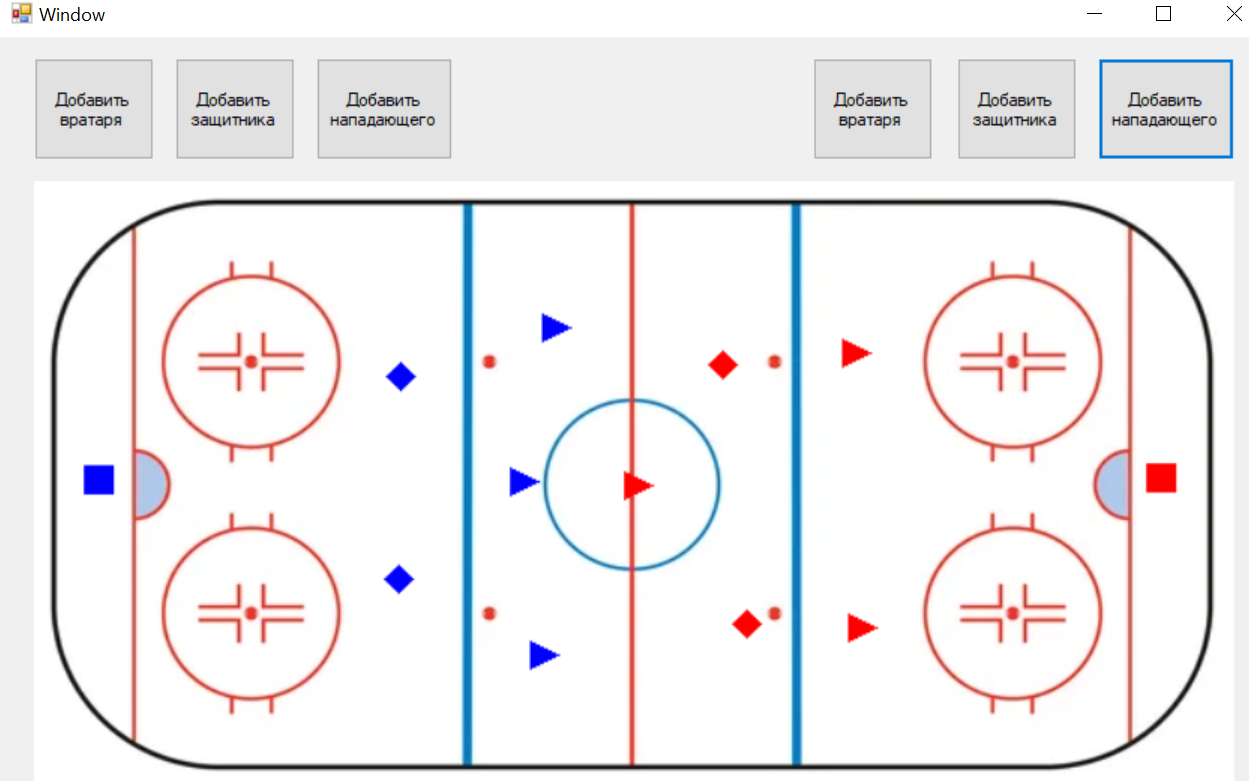 Window
Добавить
вратаря
Добавить
защитника
Добавить
нападающего
Добавить
вратаря
Добавить
защитника
Добавить
нападающего